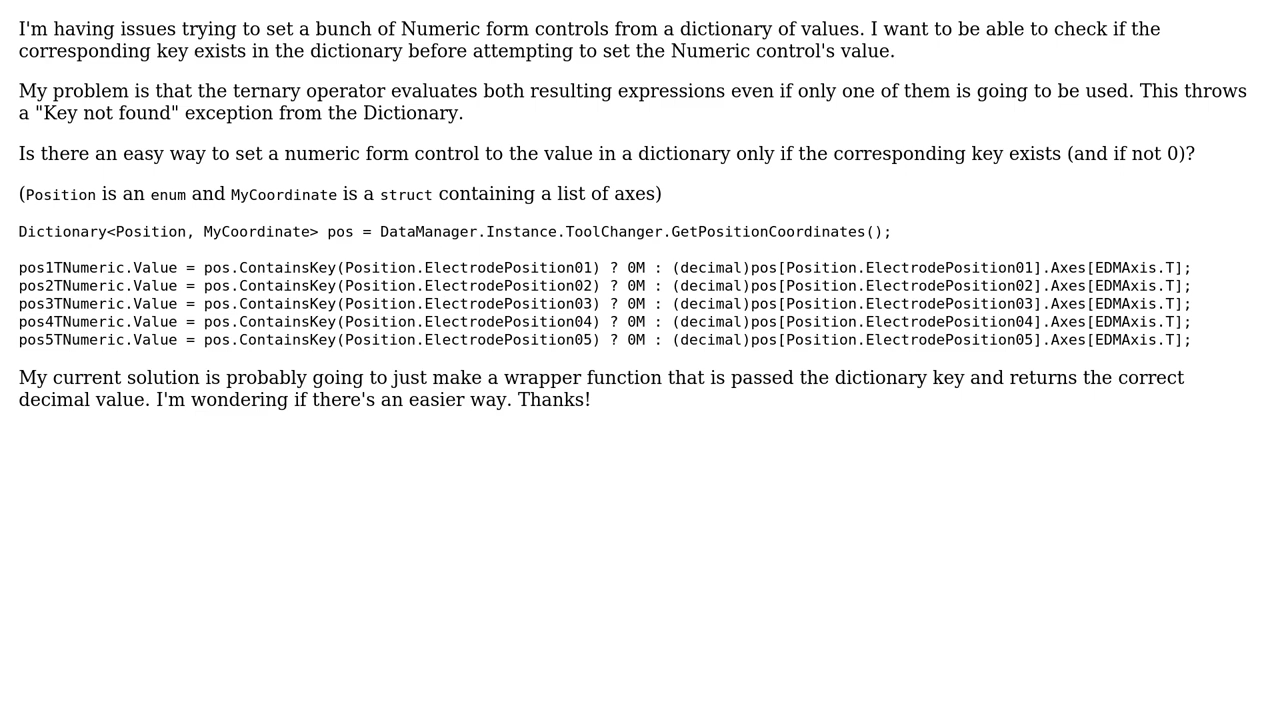 I'm having issues trying to set a bunch of Numeric form controls from a dictionary of values. I want to be able to check if the
corresponding key exists in the dictionary before attempting to set the Numeric control's value.
My problem is that the ternary operator evaluates both resulting expressions even if only one of them is going to be used. This throws
a "Key not found" exception from the Dictionary.
Is there an easy way to set a numeric form control to the value in a dictionary only if the corresponding key exists (and if not 0)?
(Position is an enum and MyCoordinate is a struct containing a list of axes)
Dictionary<Position, MyCoordinate> pos = DataManager.Instance.ToolChanger.GetPositionCoordinates();
pos1TNumeric.Value = pos.ContainsKey(Position.ElectrodePosition01) ? 0M : (decimal)pos[Position.ElectrodePosition01].Axes[EDMAxis.T];
pos2TNumeric.Value = pos.ContainsKey(Position.ElectrodePosition02) ? 0M : (decimal)pos[Position.ElectrodePosition02].Axes[EDMAxis.T];
pos3TNumeric.Value = pos.ContainsKey(Position.ElectrodePosition03) ? 0M : (decimal)pos[Position.ElectrodePosition03].Axes[EDMAxis.T];
pos4TNumeric.Value = pos.ContainsKey(Position.ElectrodePosition04) ? 0M : (decimal)pos[Position.ElectrodePosition04].Axes[EDMAxis.T];
pos5TNumeric.Value = pos.ContainsKey(Position.ElectrodePosition05) ? 0M : (decimal)pos[Position.ElectrodePosition05].Axes[EDMAxis.T];
My current solution is probably going to just make a wrapper function that is passed the dictionary key and returns the correct
decimal value. I'm wondering if there's an easier way. Thanks!